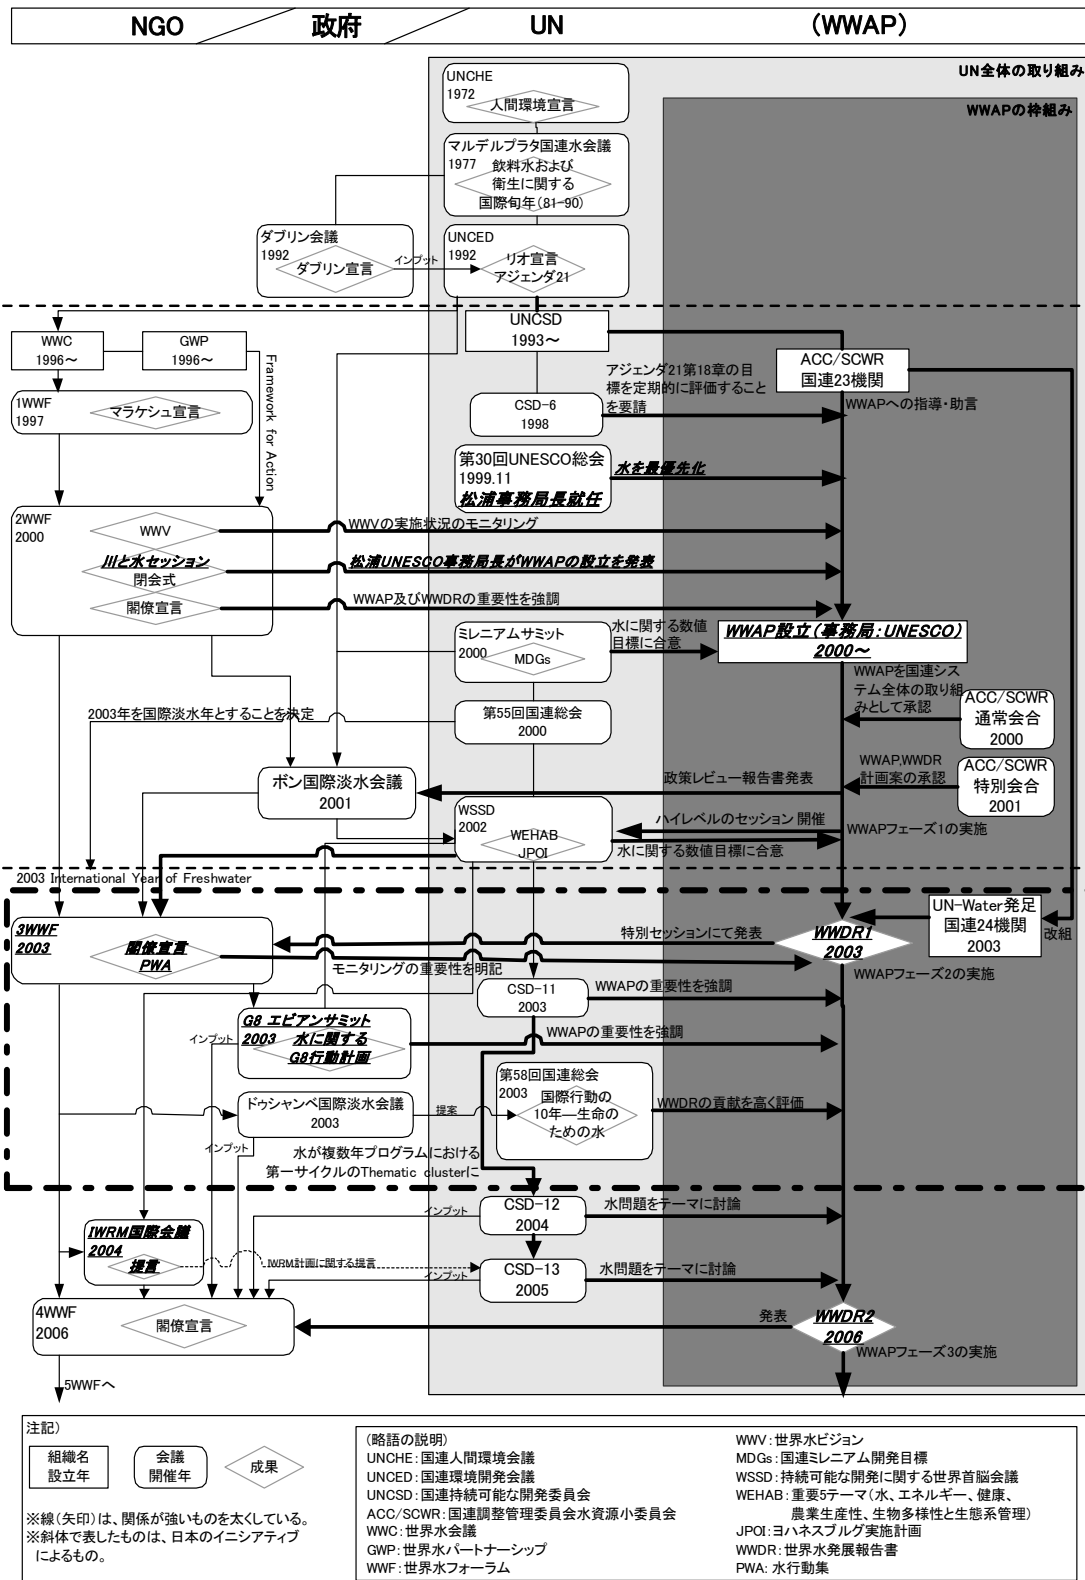 NGO
政府
UN
(WWAP)
UN全体の取り組み
WWAPの枠組み
UNCHE
1972
人間環境宣言
マルデルプラタ国連水会議
1977
飲料水および
衛生に関する
国際旬年(81-90)
ダブリン会議
1992
ダブリン宣言
インプット
UNCED
1992
リオ宣言
アジェンダ21
WWC
1996~
GWP
1996~
Framework for Action
UNCSD
1993~
ACC/SCWR
国連23機関
アジェンダ21第18章の目
標を定期的に評価すること
を要請
WWAPへの指導・助言
1WWF
1997
マラケシュ宣言
CSD-6
1998
第30回UNESCO総会
1999.11
松浦事務局長就任
水を最優先化
2WWF
2000
WWV
川と水セッション
閉会式
閣僚宣言
WWVの実施状況のモニタリング
松浦UNESCO事務局長がWWAPの設立を発表
WWAP及びWWDRの重要性を強調
ミレニアムサミット
2000
MDGs
水に関する数値
目標に合意
WWAP設立(事務局:UNESCO)
2000~
WWAPを国連シス
テム全体の取り組
みとして承認
ACC/SCWR
通常会合
2000
2003年を国際淡水年とすることを決定
第55回国連総会
2000
WWAP,WWDR
計画案の承認
ACC/SCWR
特別会合
2001
ボン国際淡水会議
2001
政策レビュー報告書発表
WSSD
2002
WEHAB
JPOI
ハイレベルのセッション 開催
水に関する数値目標に合意
WWAPフェーズ1の実施
2003 International Year of Freshwater
UN-Water発足
国連24機関
2003
改組
3WWF
2003
閣僚宣言
PWA
特別セッションにて発表
WWDR1
2003
モニタリングの重要性を明記
WWAPフェーズ2の実施
CSD-11
2003
WWAPの重要性を強調
G8 エビアンサミット
2003
水に関する
G8行動計画
インプット
WWAPの重要性を強調
第58回国連総会
2003
国際行動の
10年―生命の
ための水
WWDRの貢献を高く評価
ドゥシャンベ国際淡水会議
2003
提案
インプット
水が複数年プログラムにおける
第一サイクルのThematic clusterに
CSD-12
2004
インプット
水問題をテーマに討論
IWRM国際会議
2004
提言
IWRM計画に関する提言
CSD-13
2005
インプット
水問題をテーマに討論
4WWF
2006
閣僚宣言
発表
WWDR2
2006
WWAPフェーズ3の実施
5WWFへ
注記)
組織名
設立年
会議
開催年
成果
※線(矢印)は、関係が強いものを太くしている。
※斜体で表したものは、日本のイニシアティブ
によるもの。
(略語の説明)
UNCHE:国連人間環境会議
UNCED:国連環境開発会議
UNCSD:国連持続可能な開発委員会
ACC/SCWR:国連調整管理委員会水資源小委員会
WWC:世界水会議
GWP:世界水パートナーシップ
WWF:世界水フォーラム
WWV:世界水ビジョン
MDGs:国連ミレニアム開発目標
WSSD:持続可能な開発に関する世界首脳会議
WEHAB:重要5テーマ(水、エネルギー、健康、
農業生産性、生物多様性と生態系管理)
JPOI:ヨハネスブルグ実施計画
WWDR:世界水発展報告書
PWA:水行動集